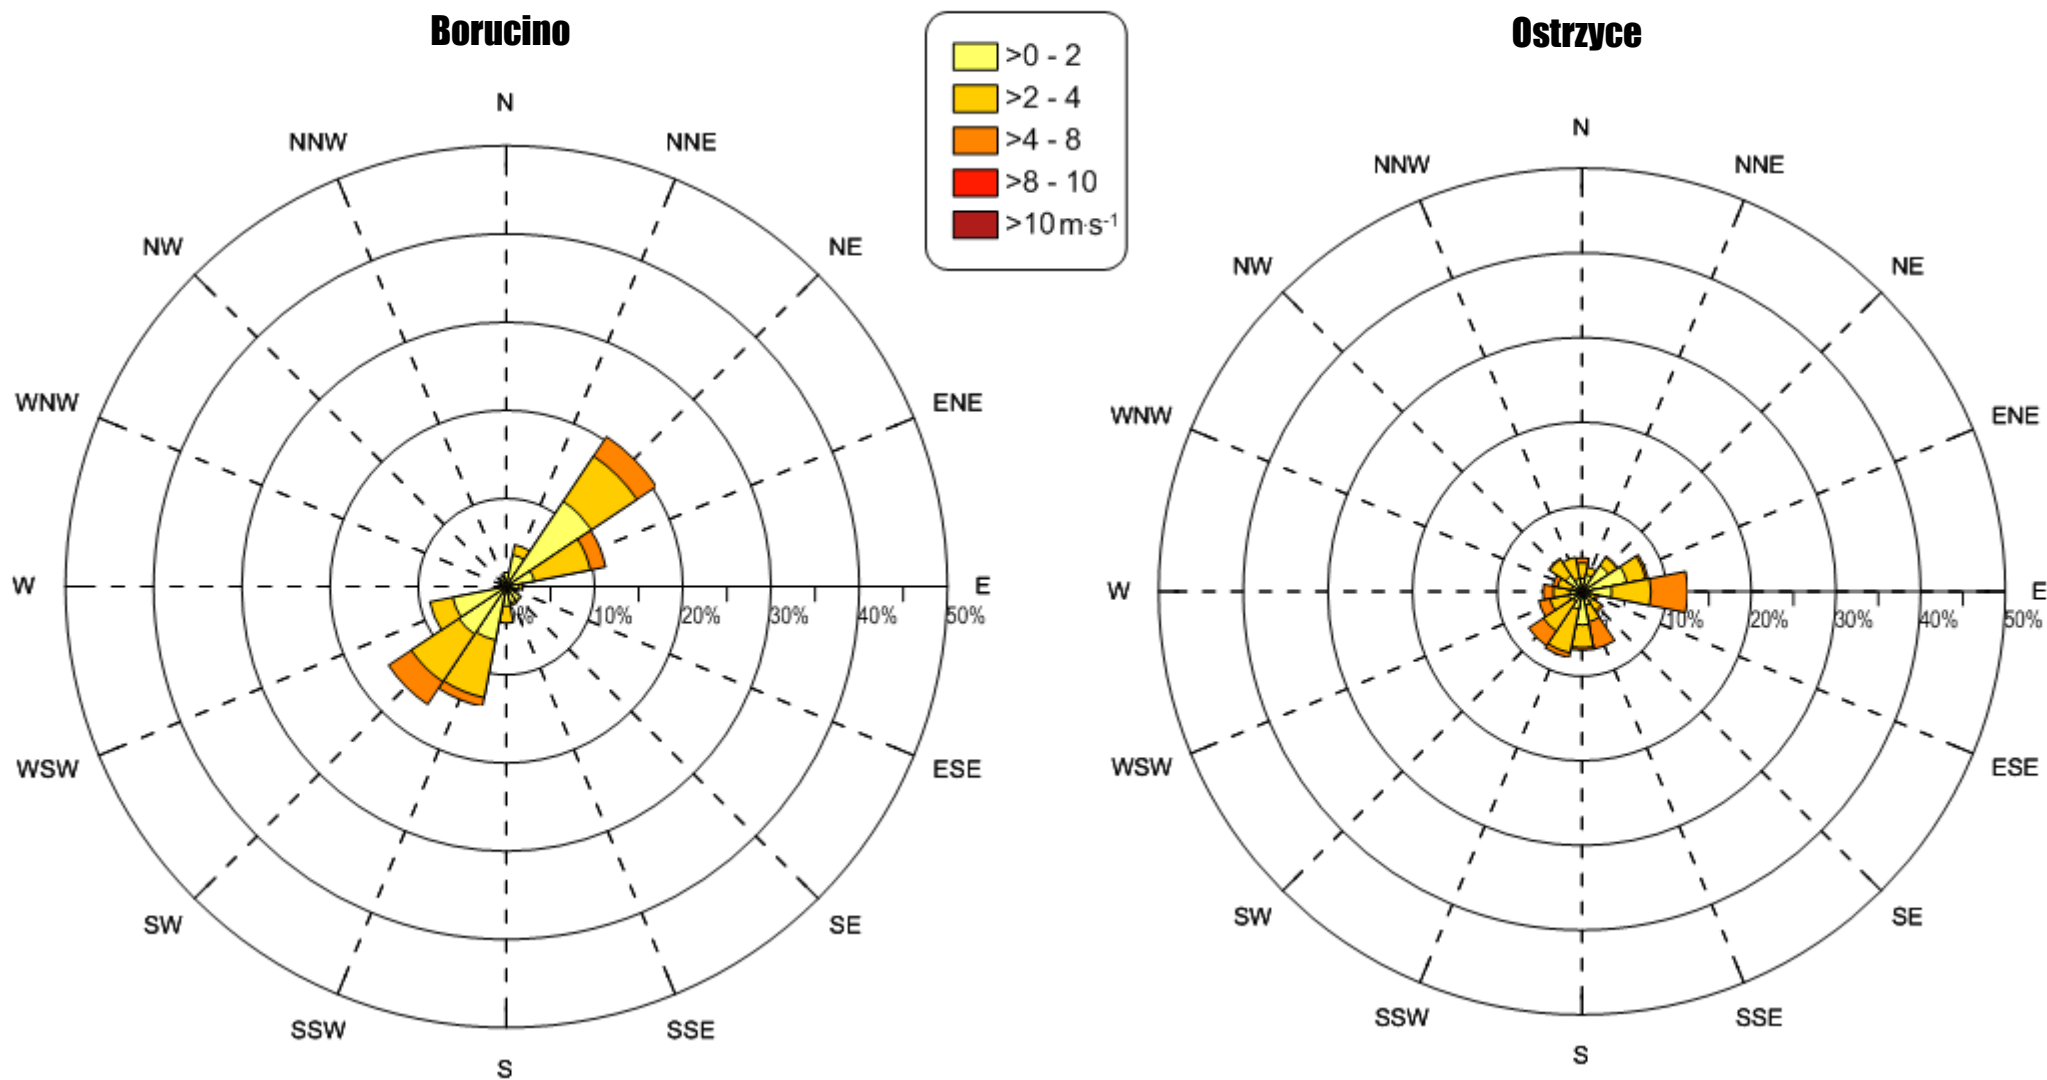 Borucino
Ostrzyce
>0 - 2
>2 - 4
>4 - 8
>8 - 10
>10 m·s⁻¹
N
NNW
NNE
NW
NE
WNW
ENE
W
E
0%
10%
20%
30%
40%
50%
WSW
ESE
SW
SE
SSW
SSE
S
N
NNW
NNE
NW
NE
WNW
ENE
W
E
10%
20%
30%
40%
50%
WSW
ESE
SW
SE
SSW
SSE
S